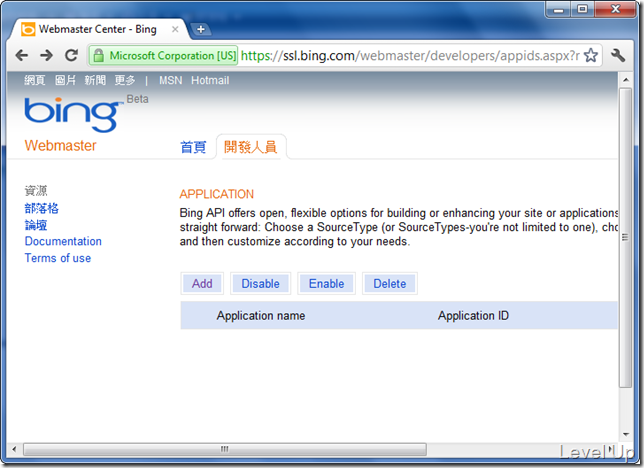 Webmaster Center - Bing
Microsoft Corporation [US] https://ssl.bing.com/webmaster/developers/appids.aspx?r
網頁 圖片 新聞 更多 | MSN Hotmail
bing Beta
Webmaster 首頁 開發人員
資源
部落格
論壇
Documentation
Terms of use
APPLICATION
Bing API offers open, flexible options for building or enhancing your site or applications
straight forward: Choose a SourceType (or SourceTypes-you're not limited to one), cho
and then customize according to your needs.
Add Disable Enable Delete
Application name Application ID
Level Up